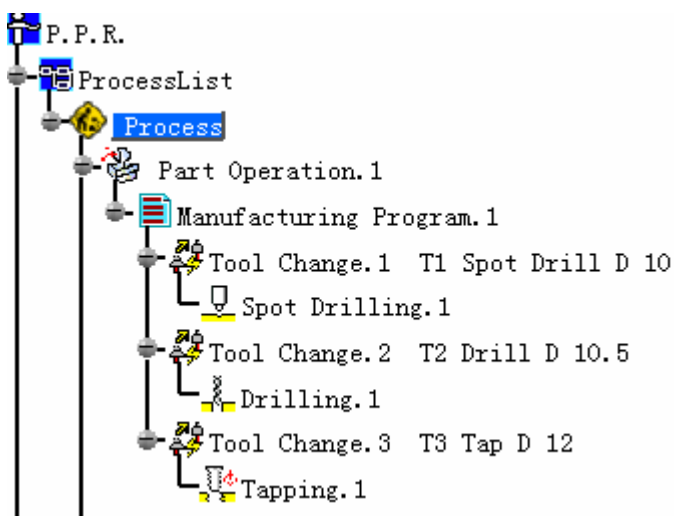 P.P.R.
ProcessList
Process
Part Operation.1
Manufacturing Program.1
Tool Change.1  T1 Spot Drill D 10
Spot Drilling.1
Tool Change.2  T2 Drill D 10.5
Drilling.1
Tool Change.3  T3 Tap D 12
Tapping.1